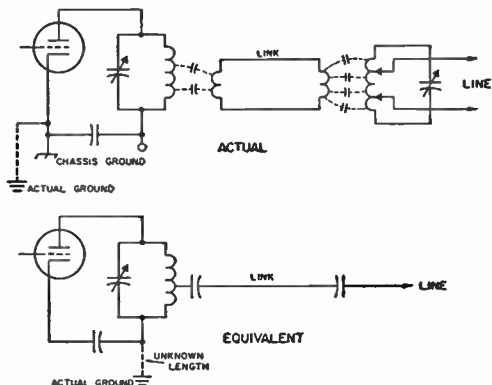 LINK
LINE
CHASSIS GROUND
ACTUAL
ACTUAL GROUND
LINK
LINE
EQUIVALENT
UNKNOWN
LENGTH
ACTUAL GROUND